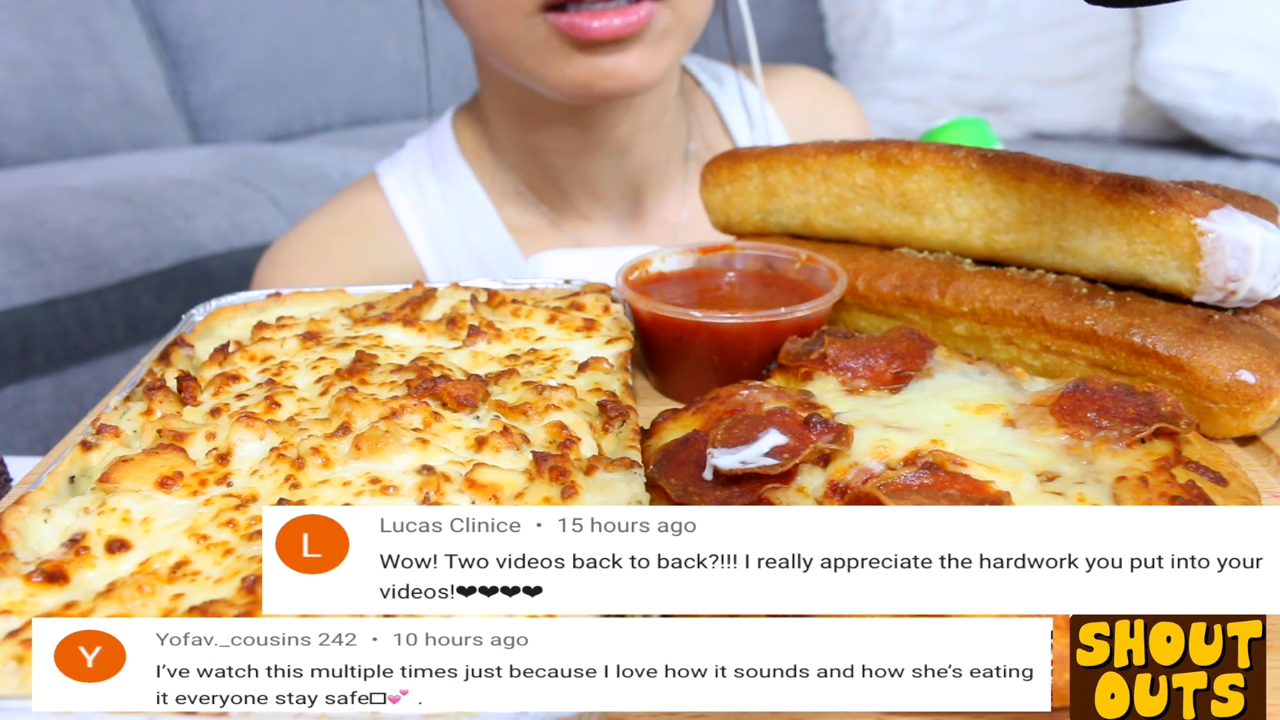 L
Lucas Clinice • 15 hours ago
Wow! Two videos back to back?!!! I really appreciate the hardwork you put into your
videos!❤❤❤❤
Y
Yofav._cousins 242 • 10 hours ago
I’ve watch this multiple times just because I love how it sounds and how she’s eating
it everyone stay safe□💕 .
SHOUT
OUTS